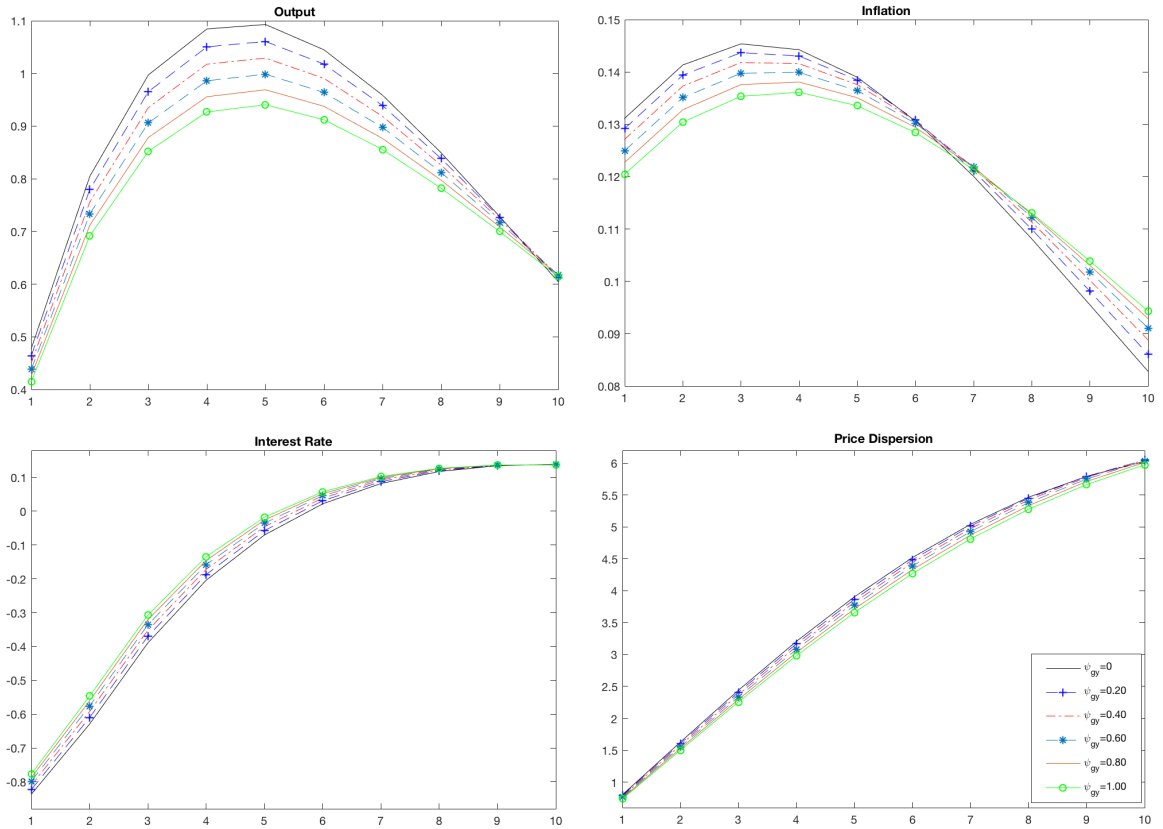 Output
1.1
1
0.9
0.8
0.7
0.6
0.5
0.4
1 2 3 4 5 6 7 8 9 10
Inflation
0.15
0.14
0.13
0.12
0.11
0.1
0.09
0.08
1 2 3 4 5 6 7 8 9 10
Interest Rate
0.1
0
-0.1
-0.2
-0.3
-0.4
-0.5
-0.6
-0.7
-0.8
1 2 3 4 5 6 7 8 9 10
Price Dispersion
6
5.5
5
4.5
4
3.5
3
2.5
2
1.5
1
1 2 3 4 5 6 7 8 9 10
ψgy=0
ψgy=0.20
ψgy=0.40
ψgy=0.60
ψgy=0.80
ψgy=1.00